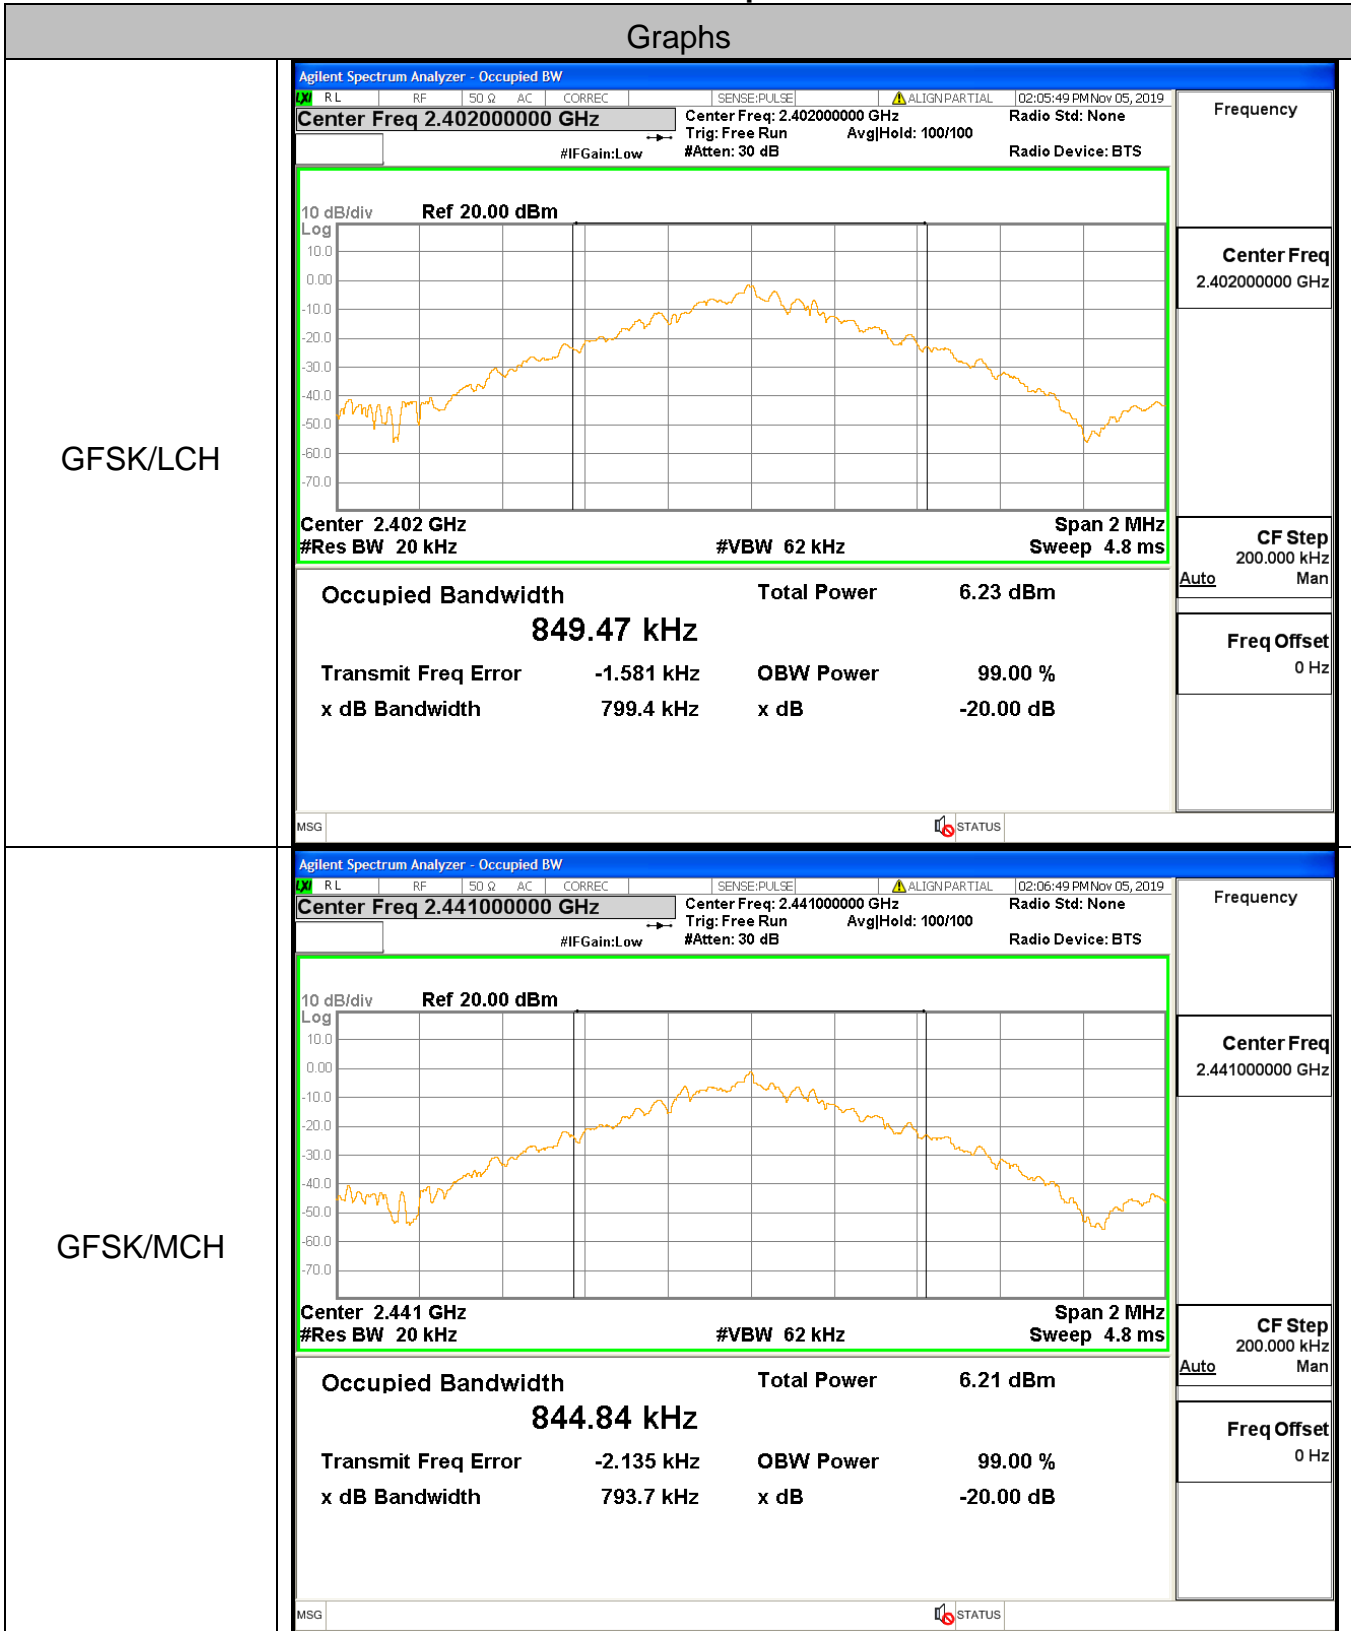 Graphs
GFSK/LCH
Agilent Spectrum Analyzer - Occupied BW
LXI RL RF 50 Ω AC CORREC SENSE:PULSE ALIGN PARTIAL 02:05:49 PM Nov 05, 2019
Center Freq 2.402000000 GHz
Center Freq: 2.402000000 GHz Radio Std: None
Trig: Free Run Avg|Hold: 100/100
#IFGain:Low #Atten: 30 dB Radio Device: BTS
10 dB/div Ref 20.00 dBm
Log
10.0
0.00
-10.0
-20.0
-30.0
-40.0
-50.0
-60.0
-70.0
Center 2.402 GHz Span 2 MHz
#Res BW 20 kHz #VBW 62 kHz Sweep 4.8 ms
Occupied Bandwidth Total Power 6.23 dBm
849.47 kHz
Transmit Freq Error -1.581 kHz OBW Power 99.00 %
x dB Bandwidth 799.4 kHz x dB -20.00 dB
MSG STATUS
Frequency
Center Freq
2.402000000 GHz
CF Step
200.000 kHz
Auto Man
Freq Offset
0 Hz
GFSK/MCH
Agilent Spectrum Analyzer - Occupied BW
LXI RL RF 50 Ω AC CORREC SENSE:PULSE ALIGN PARTIAL 02:06:49 PM Nov 05, 2019
Center Freq 2.441000000 GHz
Center Freq: 2.441000000 GHz Radio Std: None
Trig: Free Run Avg|Hold: 100/100
#IFGain:Low #Atten: 30 dB Radio Device: BTS
10 dB/div Ref 20.00 dBm
Log
10.0
0.00
-10.0
-20.0
-30.0
-40.0
-50.0
-60.0
-70.0
Center 2.441 GHz Span 2 MHz
#Res BW 20 kHz #VBW 62 kHz Sweep 4.8 ms
Occupied Bandwidth Total Power 6.21 dBm
844.84 kHz
Transmit Freq Error -2.135 kHz OBW Power 99.00 %
x dB Bandwidth 793.7 kHz x dB -20.00 dB
MSG STATUS
Frequency
Center Freq
2.441000000 GHz
CF Step
200.000 kHz
Auto Man
Freq Offset
0 Hz